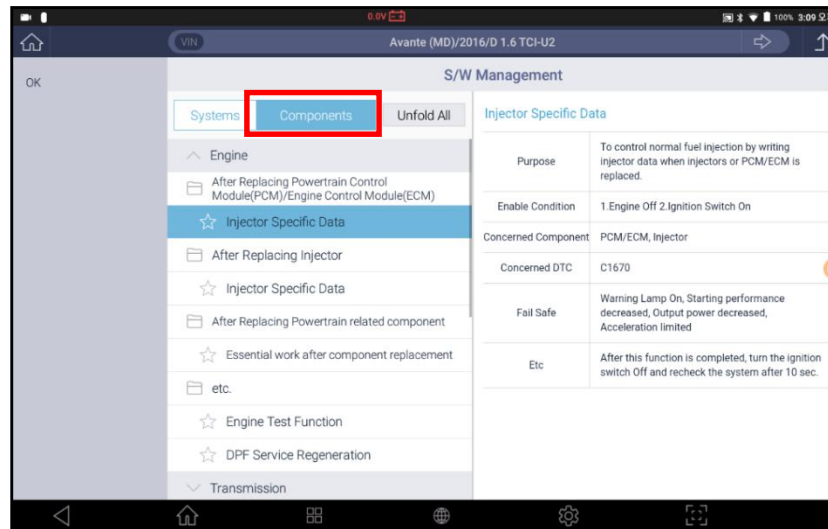 0.0V
100% 3:09 오
VIN
Avante (MD)/2016/D 1.6 TCI-U2
OK
S/W Management
Systems
Components
Unfold All
Engine
After Replacing Powertrain Control
Module(PCM)/Engine Control Module(ECM)
Injector Specific Data
After Replacing Injector
Injector Specific Data
After Replacing Powertrain related component
Essential work after component replacement
etc.
Engine Test Function
DPF Service Regeneration
Transmission
Injector Specific Data
Purpose
To control normal fuel injection by writing
injector data when injectors or PCM/ECM is
replaced.
Enable Condition
1.Engine Off 2.Ignition Switch On
Concerned Component
PCM/ECM, Injector
Concerned DTC
C1670
Fail Safe
Warning Lamp On, Starting performance
decreased, Output power decreased,
Acceleration limited
Etc
After this function is completed, turn the ignition
switch Off and recheck the system after 10 sec.